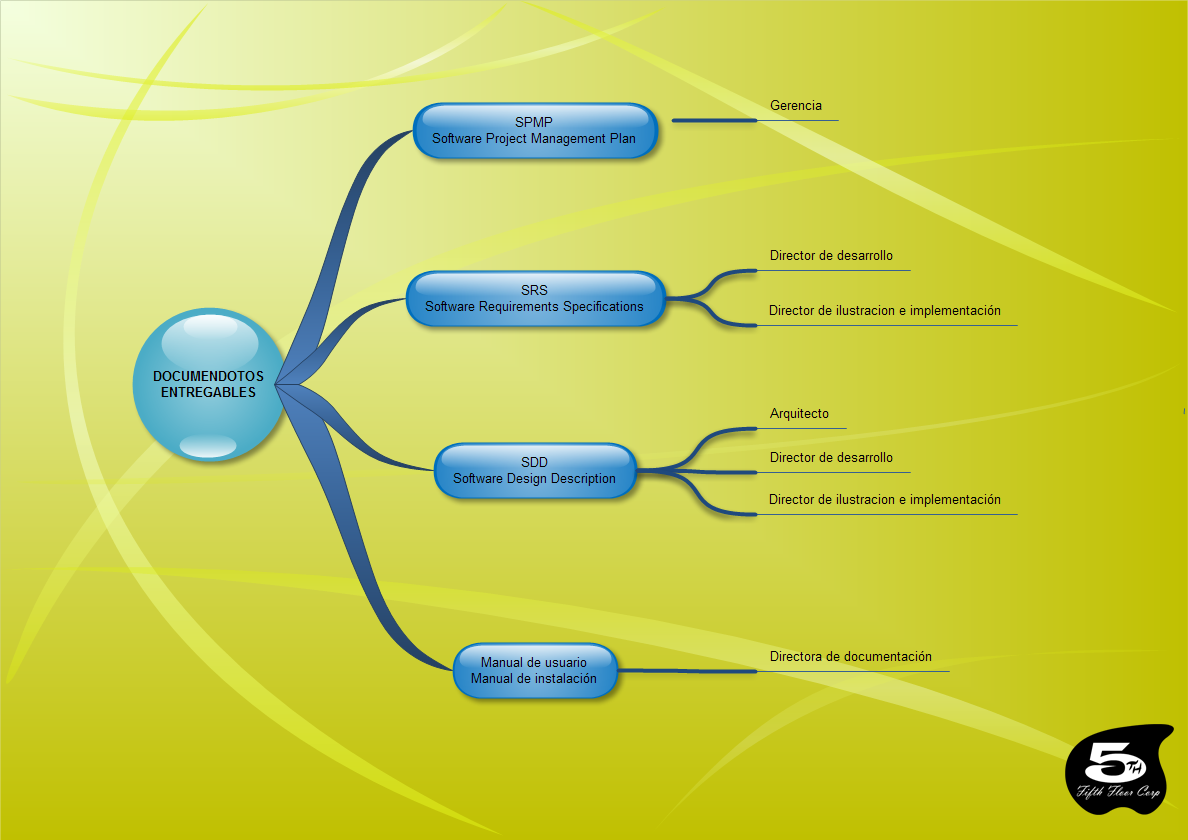 DOCUMENDOTOS
ENTREGABLES
SPMP
Software Project Management Plan
Gerencia
SRS
Software Requirements Specifications
Director de desarrollo
Director de ilustracion e implementación
SDD
Software Design Description
Arquitecto
Director de desarrollo
Director de ilustracion e implementación
Manual de usuario
Manual de instalación
Directora de documentación
5TH
Fifth Floor Corp